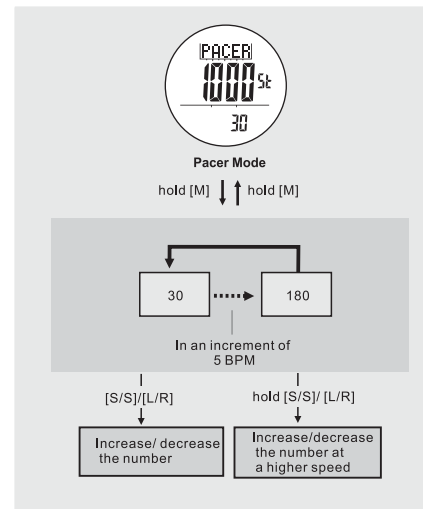 PACER
1000 St
30
Pacer Mode
hold [M] hold [M]
30 180
In an increment of
5 BPM
[S/S]/[L/R] hold [S/S]/ [L/R]
Increase/ decrease
the number
Increase/decrease
the number at
a higher speed